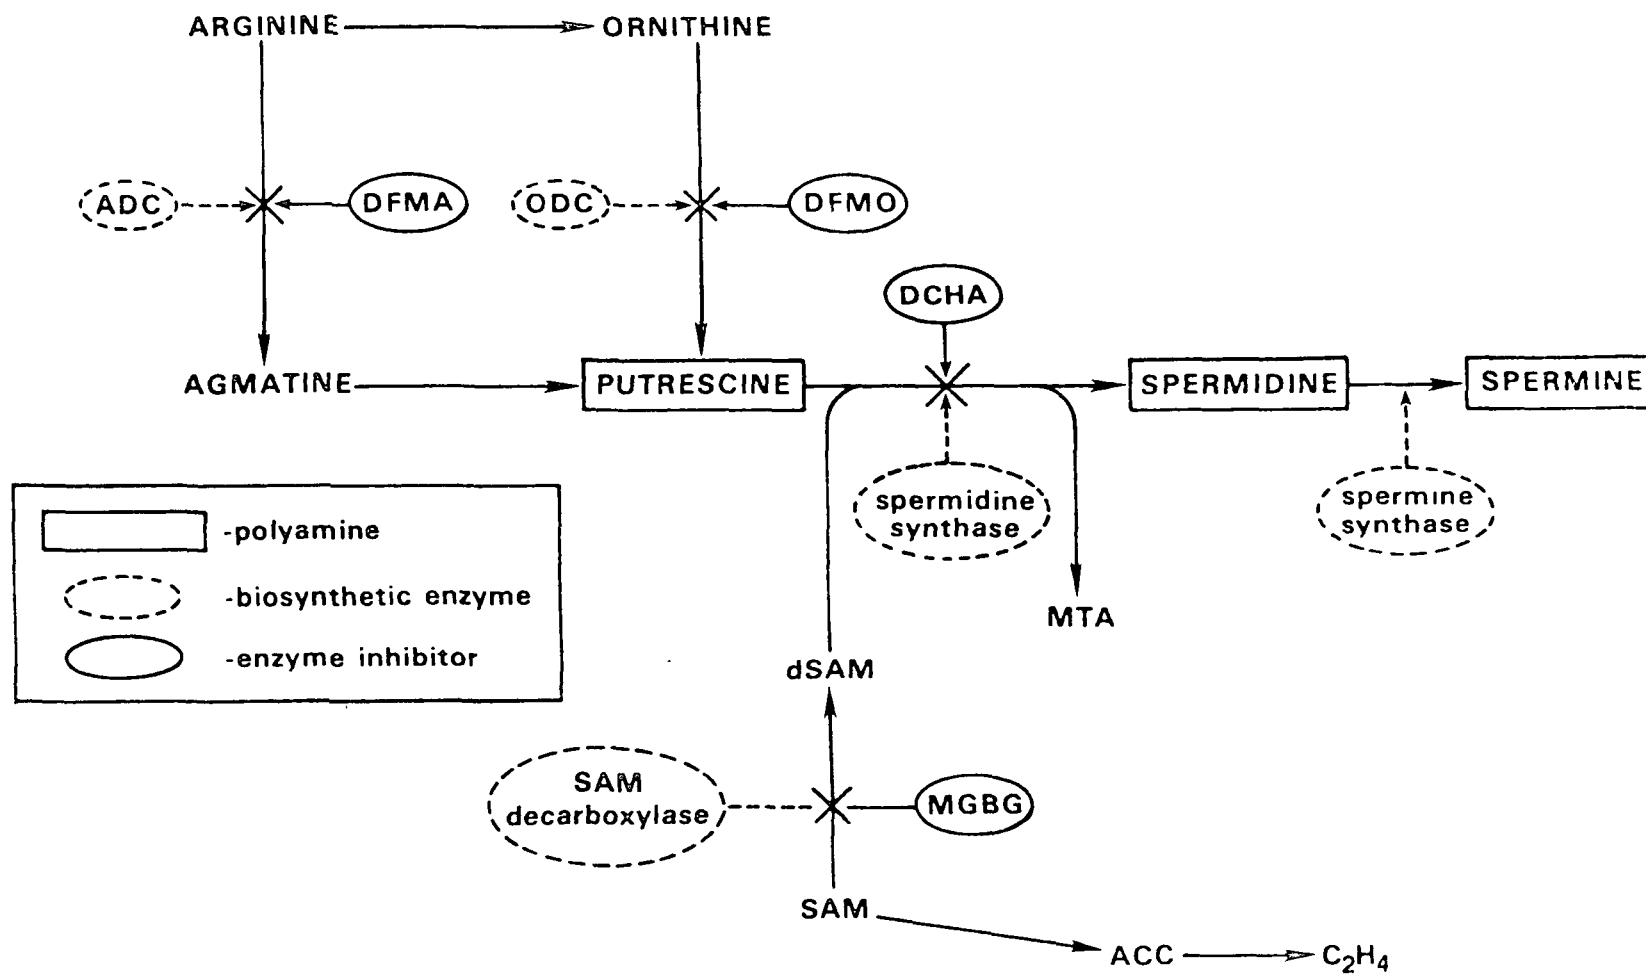 ARGININE
ORNITHINE
ADC
DFMA
ODC
DFMO
DCHA
AGMATINE
PUTRESCINE
SPERMIDINE
SPERMINE
spermidine
synthase
spermine
synthase
-polyamine
-biosynthetic enzyme
-enzyme inhibitor
MTA
dSAM
SAM
decarboxylase
MGBG
SAM
ACC
C₂H₄